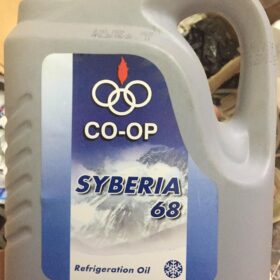 CO-OP
SYBERIA
68
Refrigeration Oil